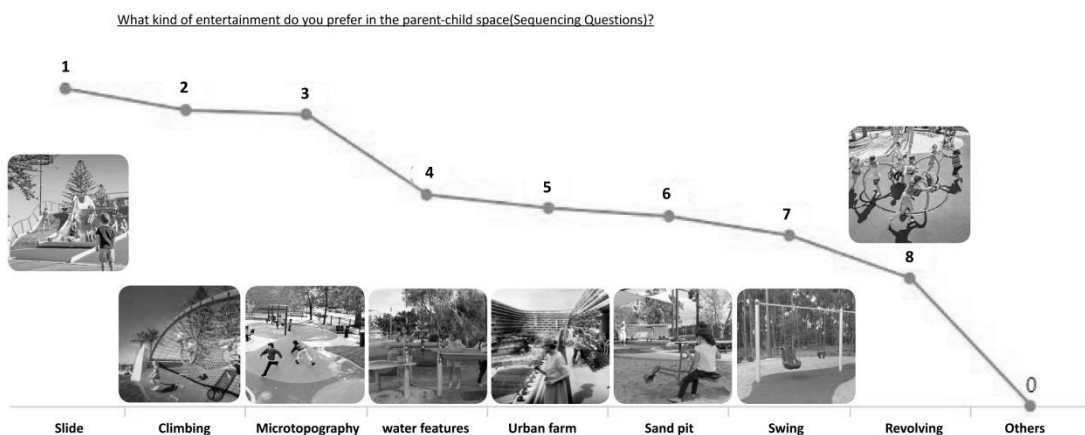 What kind of entertainment do you prefer in the parent-child space(Sequencing Questions)?
1
2
3
4
5
6
7
8
0
Slide
Climbing
Microtopography
water features
Urban farm
Sand pit
Swing
Revolving
Others